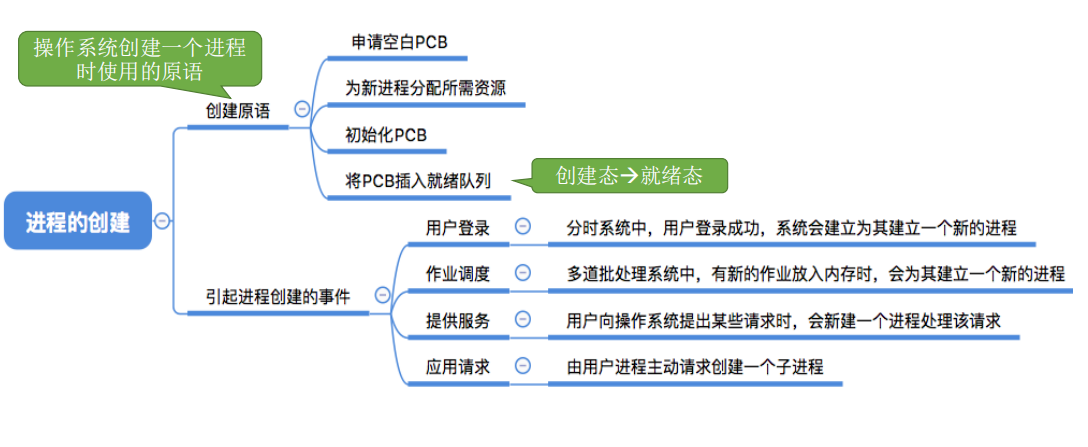 操作系统创建一个进程
时使用的原语
创建原语
申请空白PCB
为新进程分配所需资源
初始化PCB
将PCB插入就绪队列
创建态→就绪态
进程的创建
引起进程创建的事件
用户登录
分时系统中，用户登录成功，系统会建立为其建立一个新的进程
作业调度
多道批处理系统中，有新的作业放入内存时，会为其建立一个新的进程
提供服务
用户向操作系统提出某些请求时，会新建一个进程处理该请求
应用请求
由用户进程主动请求创建一个子进程